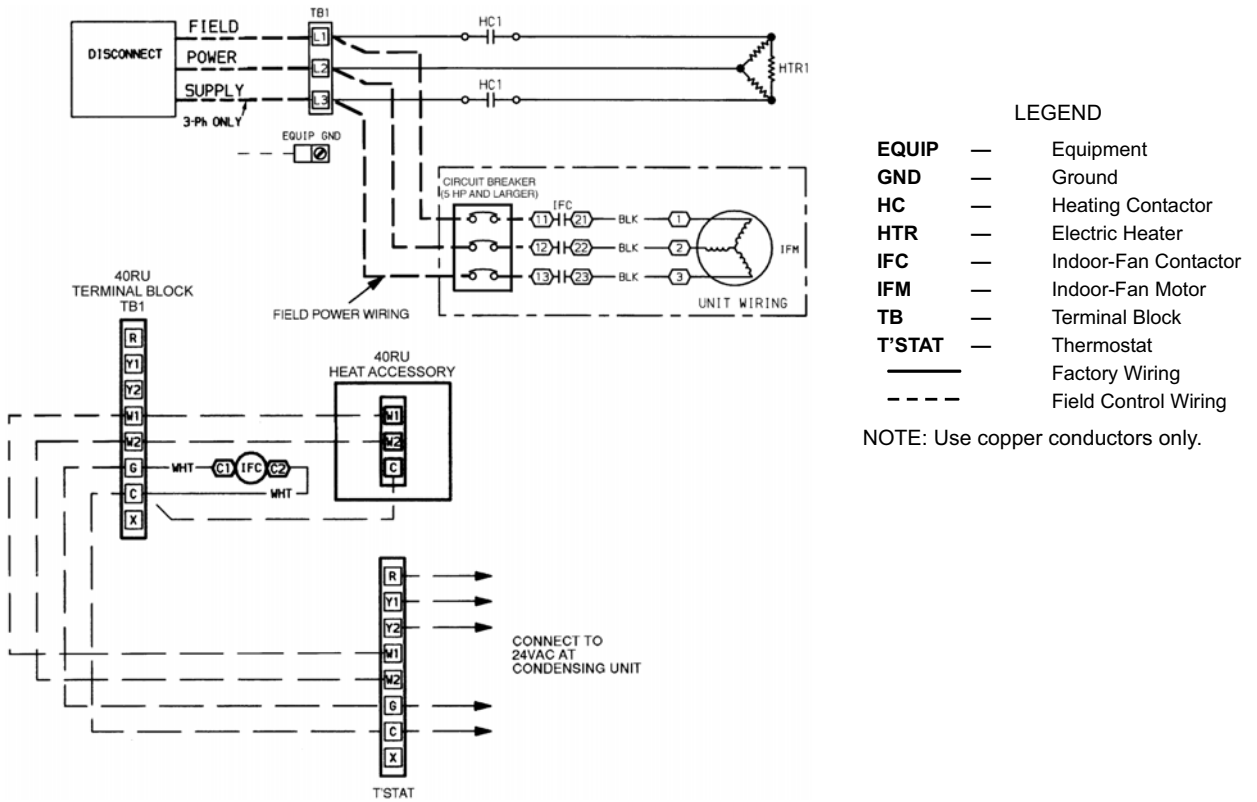 TB1
FIELD
POWER
SUPPLY
3-Ph ONLY
DISCONNECT
L1
L2
L3
HC1
HC1
HTR1
EQUIP GND
CIRCUIT BREAKER
(5 HP AND LARGER)
IFC
11 21 BLK 1
12 22 BLK 2
13 23 BLK 3
IFM
UNIT WIRING
FIELD POWER WIRING
40RU
TERMINAL BLOCK
TB1
R
Y1
Y2
W1
W2
G
C
X
WHT C1 IFC C2
WHT
40RU
HEAT ACCESSORY
W1
W2
C
R
Y1
Y2
W1
W2
G
C
X
T'STAT
CONNECT TO
24VAC AT
CONDENSING UNIT
LEGEND
EQUIP — Equipment
GND — Ground
HC — Heating Contactor
HTR — Electric Heater
IFC — Indoor-Fan Contactor
IFM — Indoor-Fan Motor
TB — Terminal Block
T’STAT — Thermostat
Factory Wiring
Field Control Wiring
NOTE: Use copper conductors only.